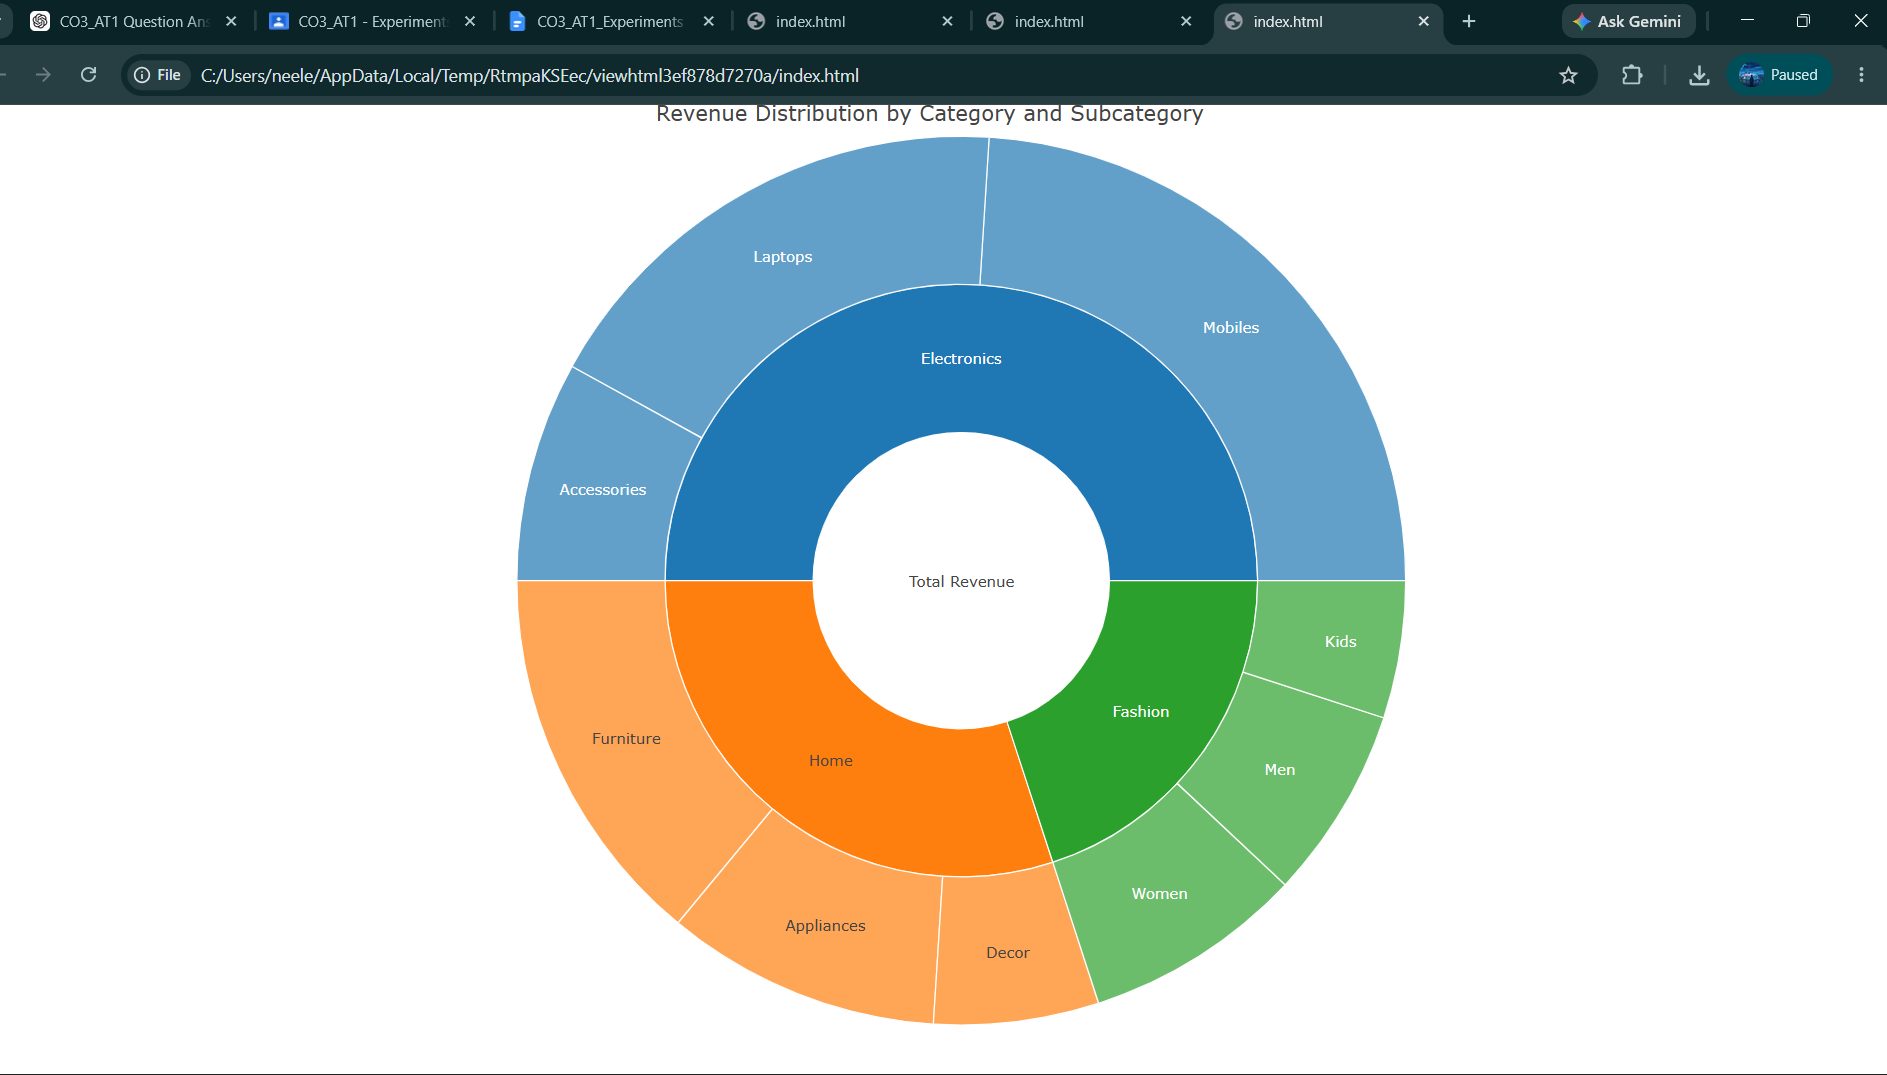 CO3_AT1 Question Ans
CO3_AT1 - Experiment
CO3_AT1_Experiments
index.html
index.html
index.html
Ask Gemini
File
C:/Users/neele/AppData/Local/Temp/RtmpaKSEec/viewhtml3ef878d7270a/index.html
Paused
Revenue Distribution by Category and Subcategory
Laptops
Mobiles
Electronics
Accessories
Total Revenue
Kids
Fashion
Furniture
Home
Men
Women
Appliances
Decor